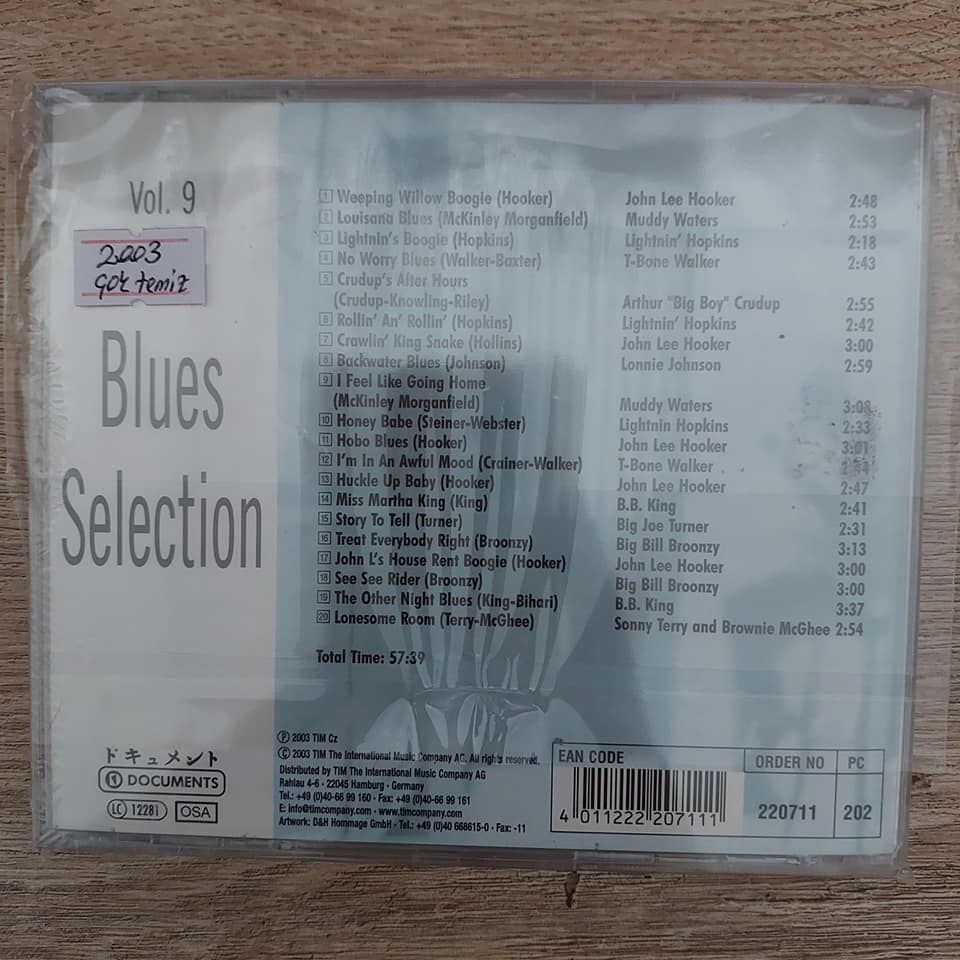 Vol. 9
2003
çok temiz
Blues
Selection
1 Weeping Willow Boogie (Hooker) John Lee Hooker 2:48
2 Louisana Blues (McKinley Morganfield) Muddy Waters 2:53
3 Lightnin's Boogie (Hopkins) Lightnin' Hopkins 2:18
4 No Worry Blues (Walker-Baxter) T-Bone Walker 2:43
5 Crudup's After Hours
(Crudup-Knowling-Riley) Arthur "Big Boy" Crudup 2:55
6 Rollin' An' Rollin' (Hopkins) Lightnin' Hopkins 2:42
7 Crawlin' King Snake (Hollins) John Lee Hooker 3:00
8 Backwater Blues (Johnson) Lonnie Johnson 2:59
9 I Feel Like Going Home
(McKinley Morganfield) Muddy Waters 3:08
10 Honey Babe (Steiner-Webster) Lightnin Hopkins 2:33
11 Hobo Blues (Hooker) John Lee Hooker 3:01
12 I'm In An Awful Mood (Crainer-Walker) T-Bone Walker
13 Huckle Up Baby (Hooker) John Lee Hooker 2:47
14 Miss Martha King (King) B.B. King 2:41
15 Story To Tell (Turner) Big Joe Turner 2:31
16 Treat Everybody Right (Broonzy) Big Bill Broonzy 3:13
17 John L's House Rent Boogie (Hooker) John Lee Hooker 3:00
18 See See Rider (Broonzy) Big Bill Broonzy 3:00
19 The Other Night Blues (King-Bihari) B.B. King 3:37
20 Lonesome Room (Terry-McGhee) Sonny Terry and Brownie McGhee 2:54
Total Time: 57:39
ドキュメント
DOCUMENTS
LC 12281 OSA
℗ 2003 TIM Cz
© 2003 TIM The International Music Company AG. All rights reserved.
Distributed by TIM The International Music Company AG
Rahlau 4-6 · 22045 Hamburg · Germany
Tel.: +49 (0)40-66 99 160 · Fax: +49 (0)40-66 99 161
E: info@timcompany.com · www.timcompany.com
Artwork: D&H Hommage GmbH · Tel.: +49 (0)40 668615-0 · Fax: -11
EAN CODE
4 011222 207111
ORDER NO PC
220711 202